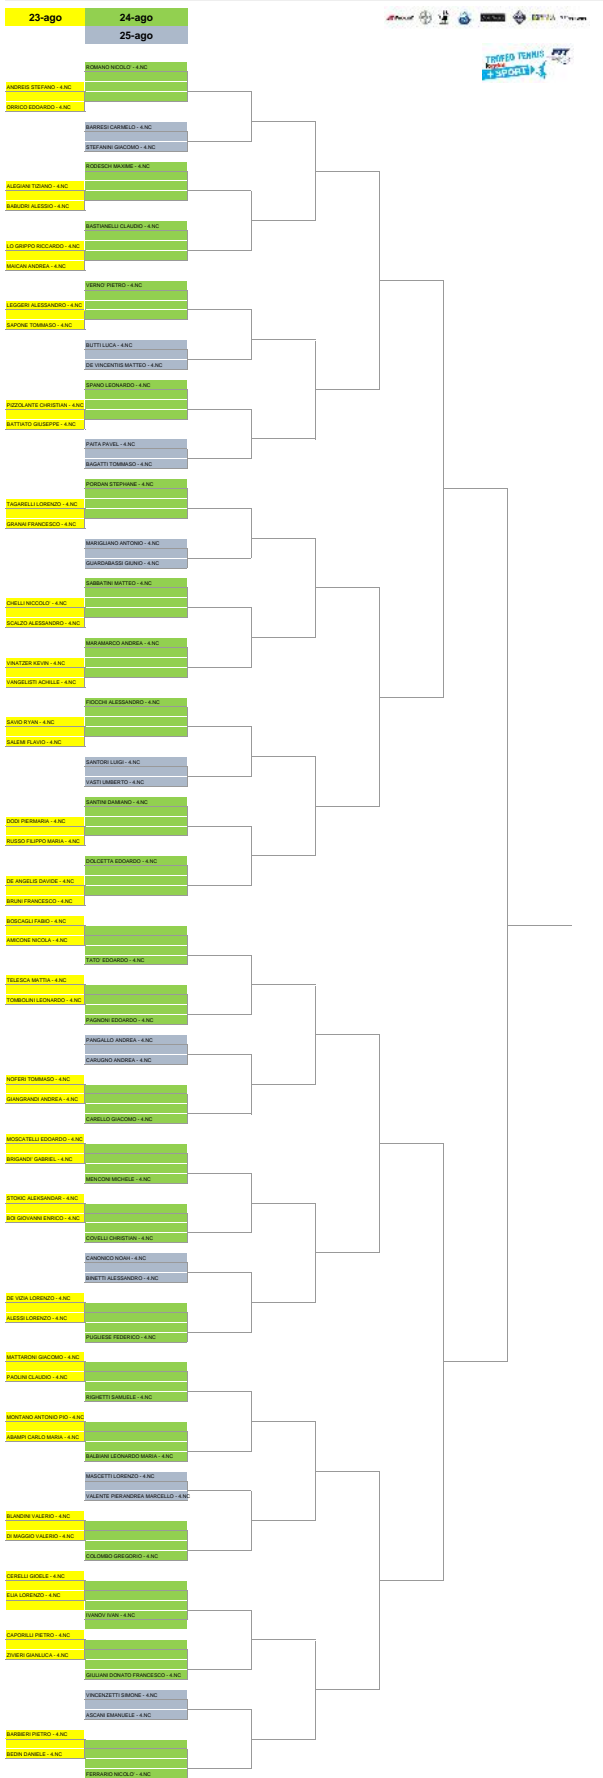 23-ago 24-ago
25-ago
TROFEO TENNIS FIT
+ SPORT
ROMANO NICOLO' - 4.NC
ANDREIS STEFANO - 4.NC
ORRICO EDOARDO - 4.NC
BARRESI CARMELO - 4.NC
STEFANINI GIACOMO - 4.NC
RODESCH MAXIME - 4.NC
ALEGIANI TIZIANO - 4.NC
BABUDRI ALESSIO - 4.NC
BASTIANELLI CLAUDIO - 4.NC
LO GRIPPO RICCARDO - 4.NC
MAICAN ANDREA - 4.NC
VERNO' PIETRO - 4.NC
LEGGERI ALESSANDRO - 4.NC
SAPONE TOMMASO - 4.NC
BUTTI LUCA - 4.NC
DE VINCENTIIS MATTEO - 4.NC
SPANO LEONARDO - 4.NC
PIZZOLANTE CHRISTIAN - 4.NC
BATTIATO GIUSEPPE - 4.NC
PAITA PAVEL - 4.NC
BAGATTI TOMMASO - 4.NC
PORDAN STEPHANE - 4.NC
TAGARELLI LORENZO - 4.NC
GRANAI FRANCESCO - 4.NC
MARIGLIANO ANTONIO - 4.NC
GUARDABASSI GIUNIO - 4.NC
SABBATINI MATTEO - 4.NC
CHELLI NICCOLO' - 4.NC
SCALZO ALESSANDRO - 4.NC
MARAMARCO ANDREA - 4.NC
VINATZER KEVIN - 4.NC
VANGELISTI ACHILLE - 4.NC
FIOCCHI ALESSANDRO - 4.NC
SAVIO RYAN - 4.NC
SALEMI FLAVIO - 4.NC
SANTORI LUIGI - 4.NC
VASTI UMBERTO - 4.NC
SANTINI DAMIANO - 4.NC
DODI PIERMARIA - 4.NC
RUSSO FILIPPO MARIA - 4.NC
DOLCETTA EDOARDO - 4.NC
DE ANGELIS DAVIDE - 4.NC
BRUNI FRANCESCO - 4.NC
BOSCAGLI FABIO - 4.NC
AMICONE NICOLA - 4.NC
TATO' EDOARDO - 4.NC
TELESCA MATTIA - 4.NC
TOMBOLINI LEONARDO - 4.NC
PAGNONI EDOARDO - 4.NC
PANGALLO ANDREA - 4.NC
CARUGNO ANDREA - 4.NC
NOFERI TOMMASO - 4.NC
GIANGRANDI ANDREA - 4.NC
CARELLO GIACOMO - 4.NC
MOSCATELLI EDOARDO - 4.NC
BRIGANDI' GABRIEL - 4.NC
MENCONI MICHELE - 4.NC
STOKIC ALEKSANDAR - 4.NC
BOI GIOVANNI ENRICO - 4.NC
COVELLI CHRISTIAN - 4.NC
CANONICO NOAH - 4.NC
BINETTI ALESSANDRO - 4.NC
DE VIZIA LORENZO - 4.NC
ALESSI LORENZO - 4.NC
PUGLIESE FEDERICO - 4.NC
MATTARONI GIACOMO - 4.NC
PAOLINI CLAUDIO - 4.NC
RIGHETTI SAMUELE - 4.NC
MONTANO ANTONIO PIO - 4.NC
ABAMPI CARLO MARIA - 4.NC
BALBIANI LEONARDO MARIA - 4.NC
MASCETTI LORENZO - 4.NC
VALENTE PIERANDREA MARCELLO - 4.NC
BLANDINI VALERIO - 4.NC
DI MAGGIO VALERIO - 4.NC
COLOMBO GREGORIO - 4.NC
CERELLI GIOELE - 4.NC
ELIA LORENZO - 4.NC
IVANOV IVAN - 4.NC
CAPORILLI PIETRO - 4.NC
ZIVIERI GIANLUCA - 4.NC
GIULIANI DONATO FRANCESCO - 4.NC
VINCENZETTI SIMONE - 4.NC
ASCANI EMANUELE - 4.NC
BARBIERI PIETRO - 4.NC
BEDIN DANIELE - 4.NC
FERRARIO NICOLO' - 4.NC